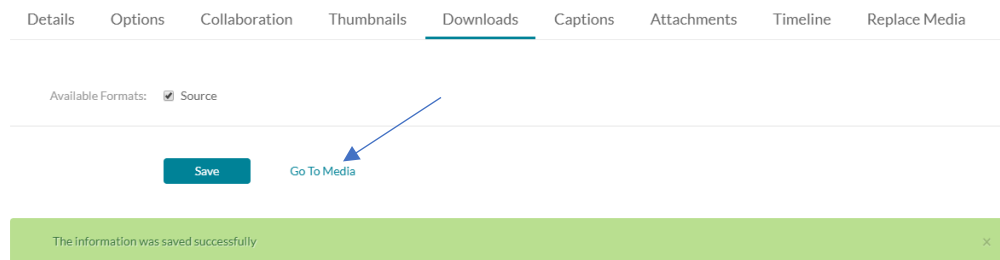 Details Options Collaboration Thumbnails Downloads Captions Attachments Timeline Replace Media
Available Formats: Source
Save Go To Media
The information was saved successfully ×